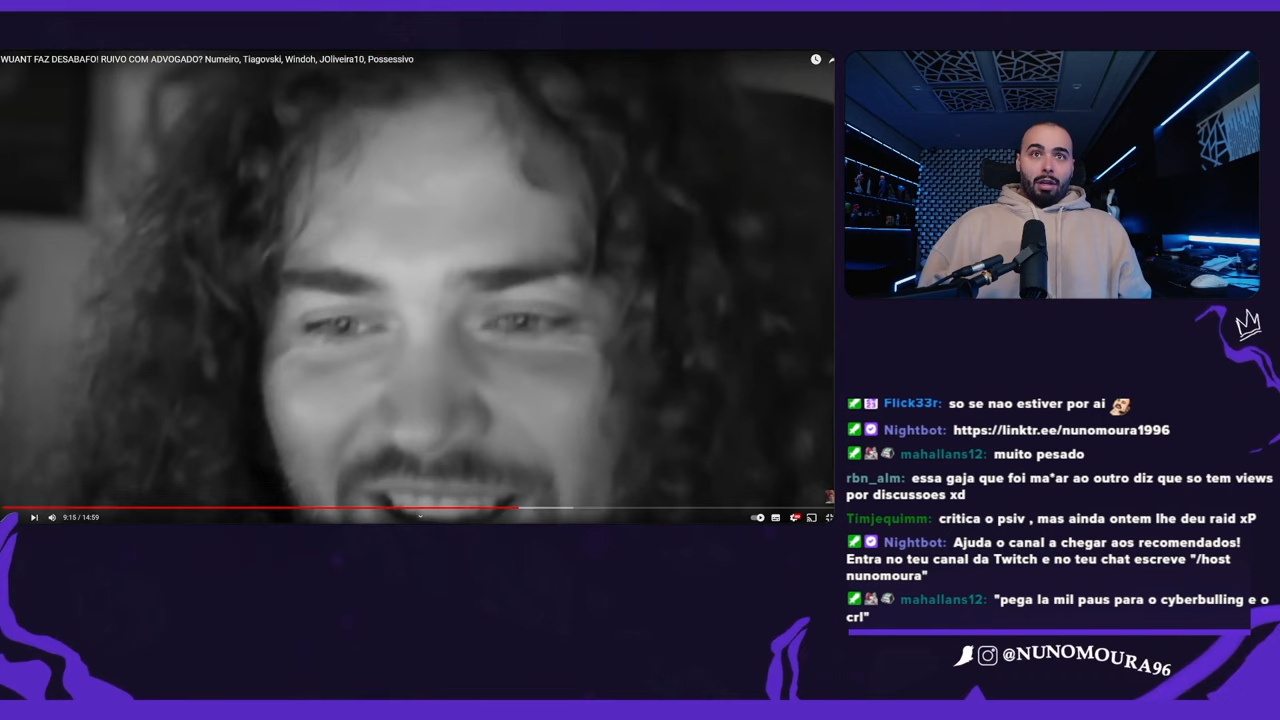 WUANT FAZ DESABAFO! RUIVO COM ADVOGADO? Numeiro, Tiagovski, Windoh, JOliveira10, Possessivo
9:15 / 14:59
Flick33r: so se nao estiver por ai
Nightbot: https://linktr.ee/nunomoura1996
mahallans12: muito pesado
rbn_alm: essa gaja que foi ma*ar ao outro diz que so tem views
por discussoes xd
Timjequimm: critica o psiv , mas ainda ontem lhe deu raid xP
Nightbot: Ajuda o canal a chegar aos recomendados!
Entra no teu canal da Twitch e no teu chat escreve "/host
nunomoura"
mahallans12: "pega la mil paus para o cyberbulling e o
crl"
@NUNOMOURA96